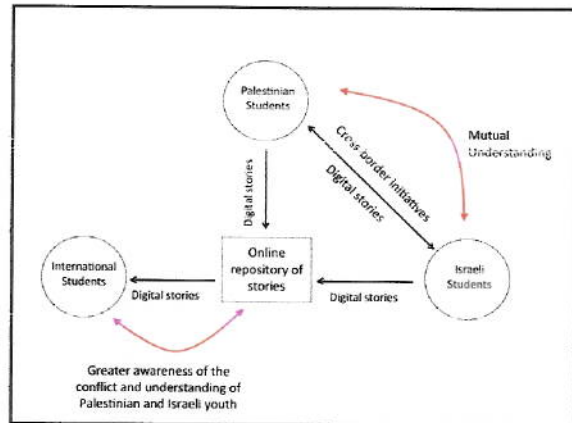 Palestinian
Students
Mutual
Understanding
Cross border initiatives
Digital stories
Digital stories
International
Students
Online
repository of
stories
Israeli
Students
Digital stories
Digital stories
Greater awareness of the
conflict and understanding of
Palestinian and Israeli youth